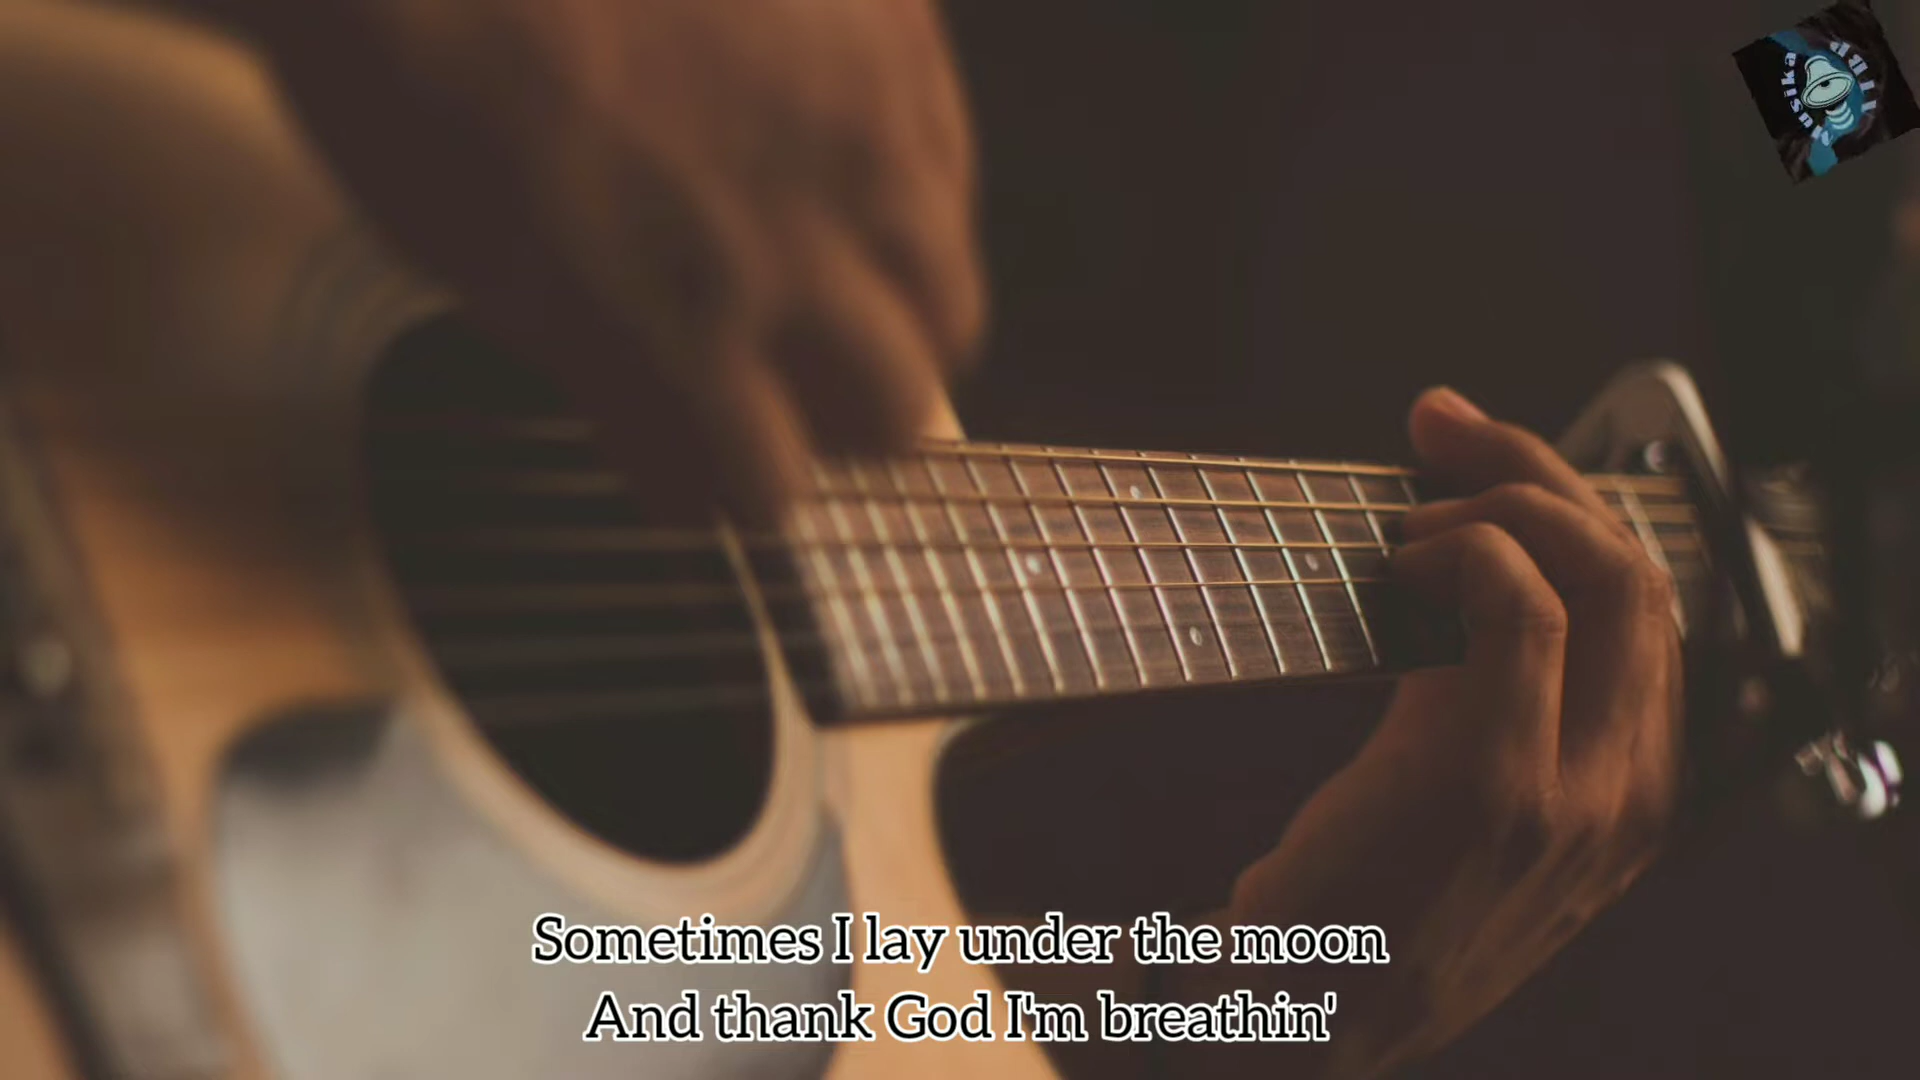 Sometimes I lay under the moon
And thank God I'm breathin'